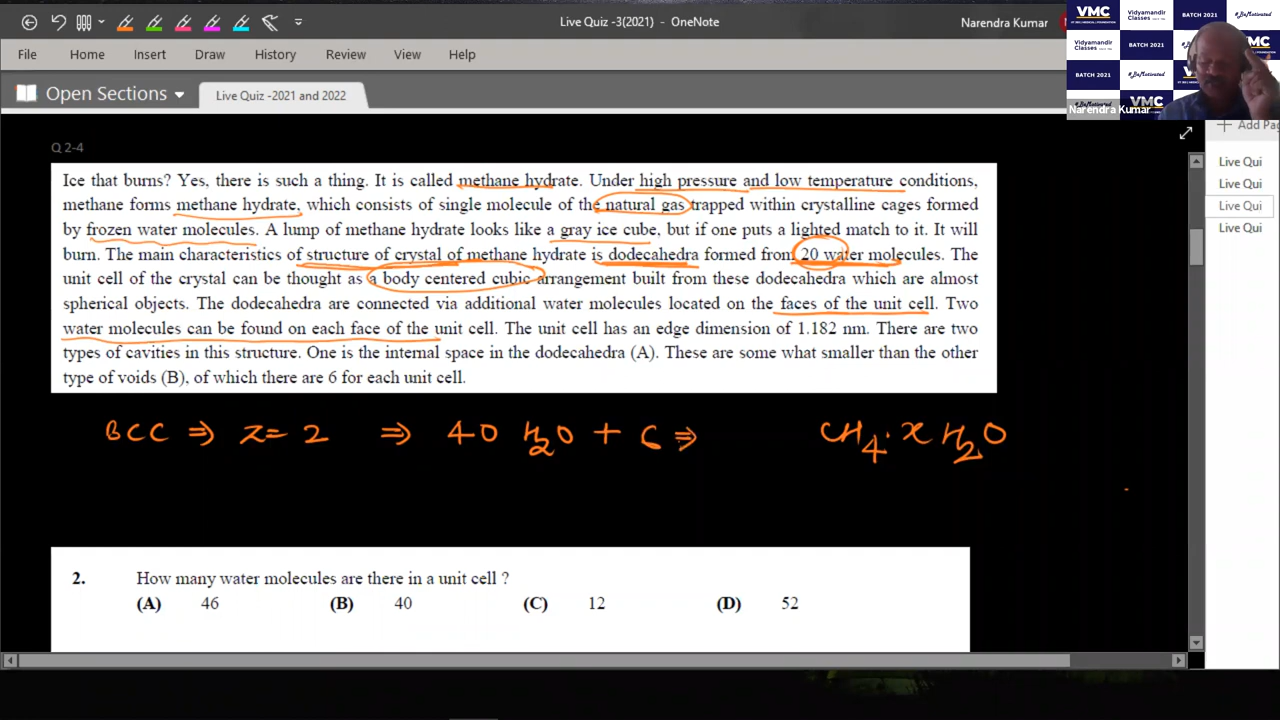 Live Quiz -3(2021) - OneNote
Narendra Kumar
File Home Insert Draw History Review View Help
Open Sections
Live Quiz -2021 and 2022
VMC
Vidyamandir Classes
BATCH 2021
#BeMotivated
Narendra Kumar
Add Pag
Live Qui
Live Qui
Live Qui
Live Qui
Q 2-4
Ice that burns? Yes, there is such a thing. It is called methane hydrate. Under high pressure and low temperature conditions,
methane forms methane hydrate, which consists of single molecule of the natural gas trapped within crystalline cages formed
by frozen water molecules. A lump of methane hydrate looks like a gray ice cube, but if one puts a lighted match to it. It will
burn. The main characteristics of structure of crystal of methane hydrate is dodecahedra formed from 20 water molecules. The
unit cell of the crystal can be thought as a body centered cubic arrangement built from these dodecahedra which are almost
spherical objects. The dodecahedra are connected via additional water molecules located on the faces of the unit cell. Two
water molecules can be found on each face of the unit cell. The unit cell has an edge dimension of 1.182 nm. There are two
types of cavities in this structure. One is the internal space in the dodecahedra (A). These are some what smaller than the other
type of voids (B), of which there are 6 for each unit cell.
BCC ⇒ Z= 2 ⇒ 40 H2O + 6 ⇒ CH4. x H2O
2. How many water molecules are there in a unit cell ?
(A) 46 (B) 40 (C) 12 (D) 52